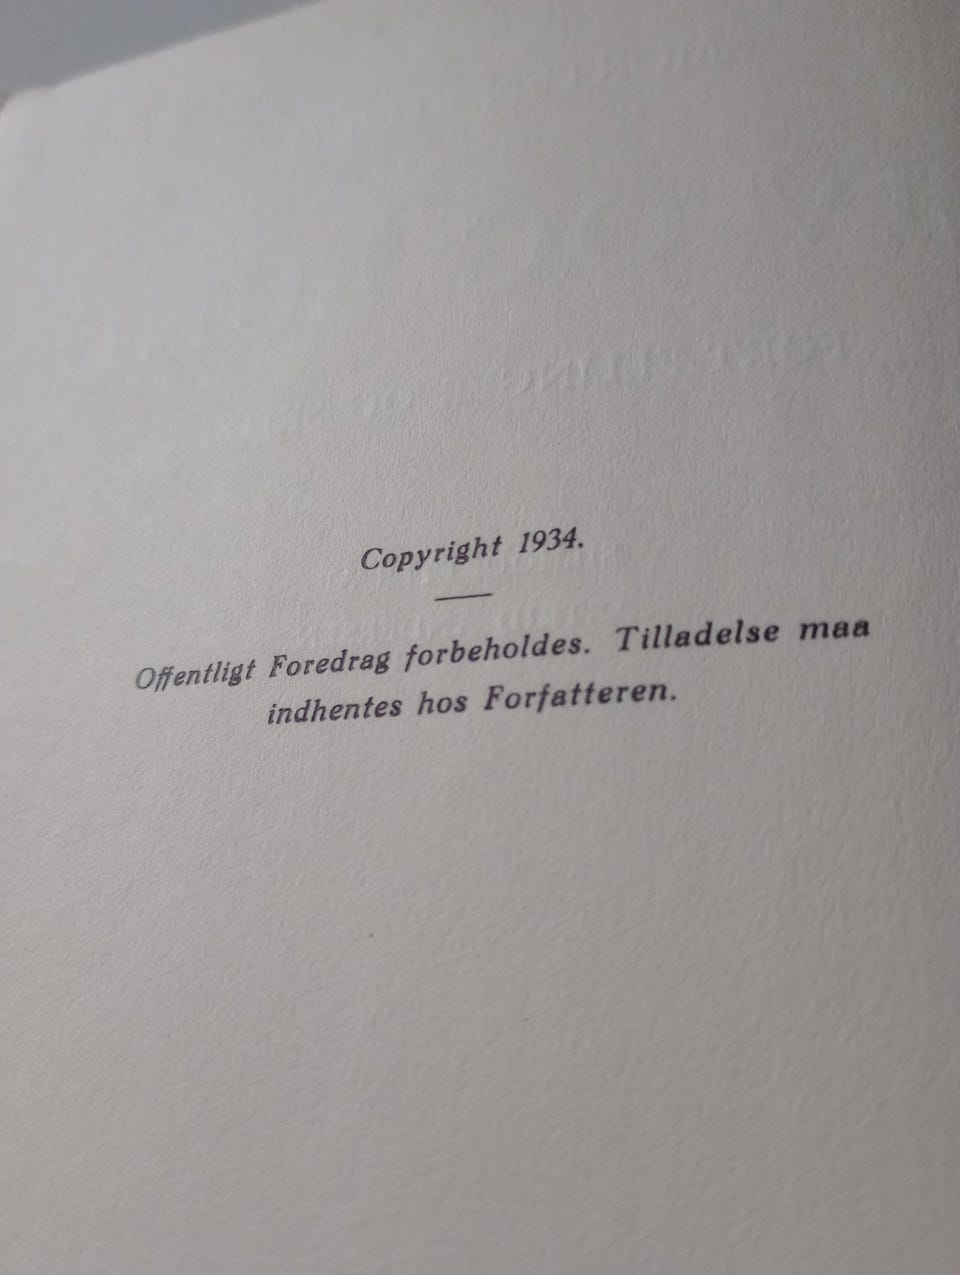 Copyright 1934.
Offentligt Foredrag forbeholdes. Tilladelse maa
indhentes hos Forfatteren.